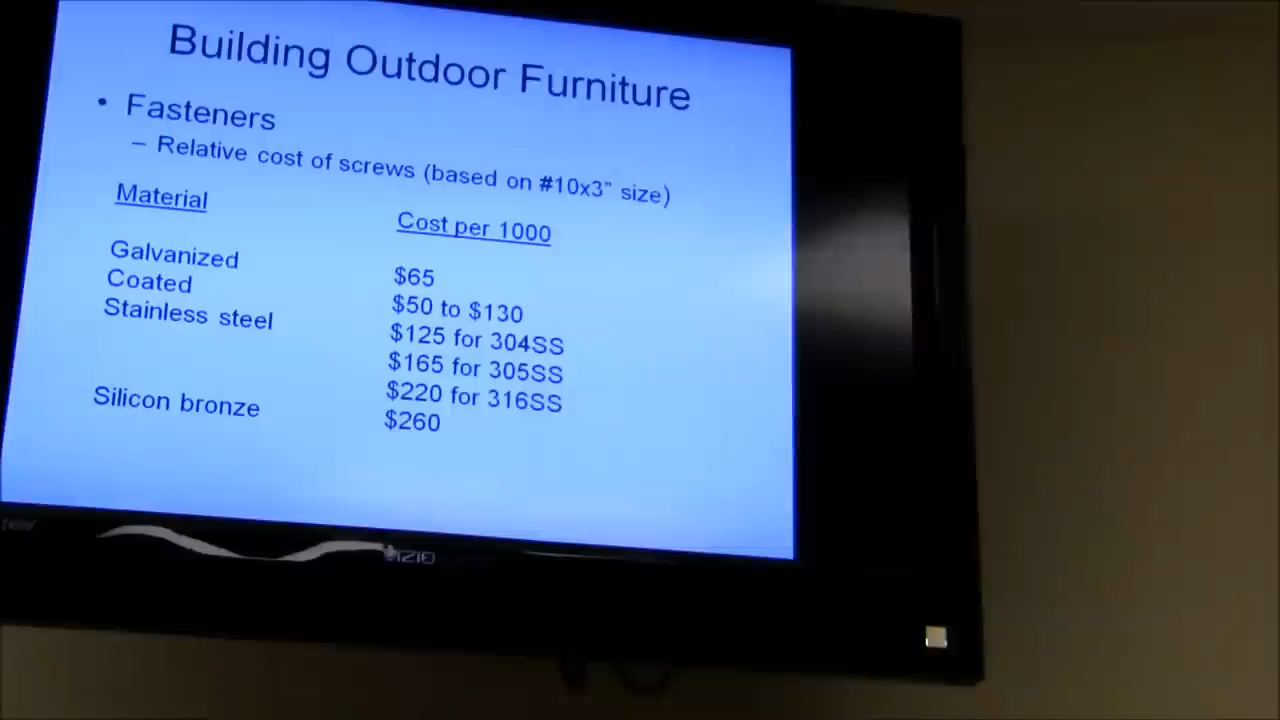 Building Outdoor Furniture
• Fasteners
– Relative cost of screws (based on #10x3” size)
Material Cost per 1000
Galvanized $65
Coated $50 to $130
Stainless steel $125 for 304SS
$165 for 305SS
$220 for 316SS
Silicon bronze $260